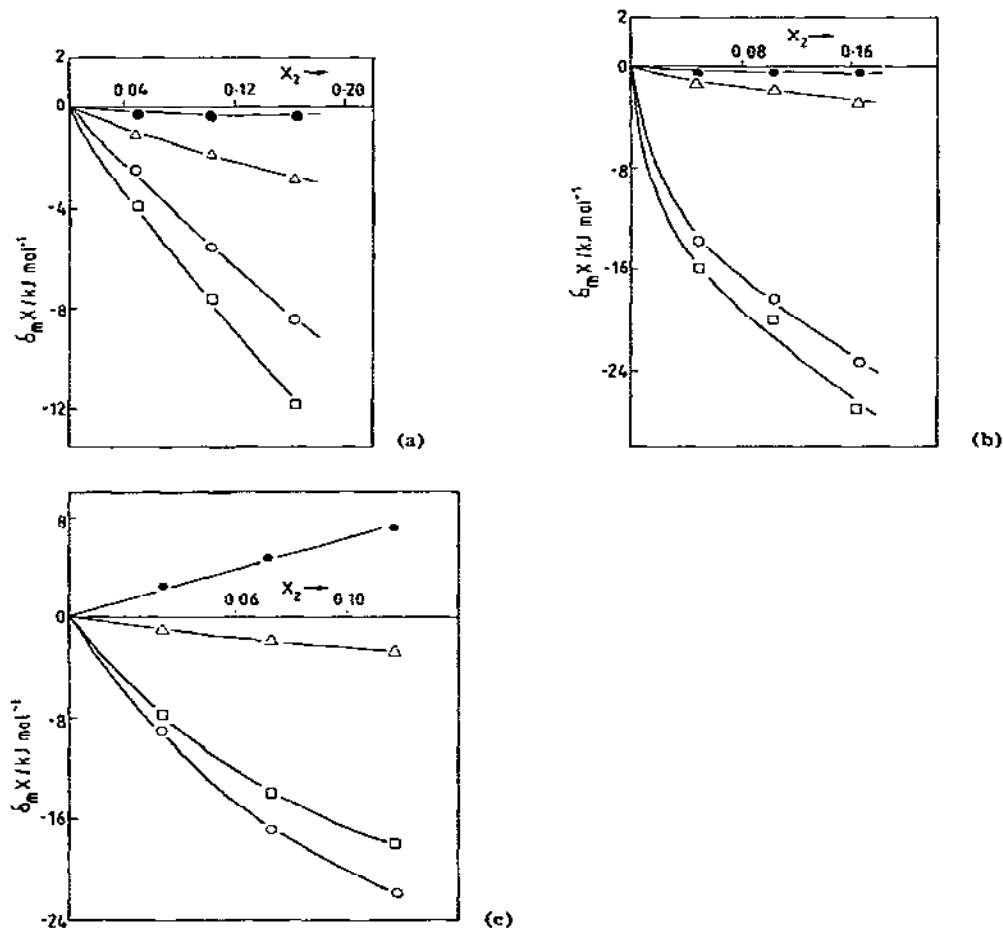 2
X₂ →
0·04 0·12 0·20
0
-4
-8
-12
δₘX/kJ mol⁻¹
(a)
2
X₂ →
0·08 0·16
0
-8
-16
-24
δₘX/kJ mol⁻¹
(b)
8
X₂ →
0·06 0·10
0
-8
-16
-24
δₘX/kJ mol⁻¹
(c)